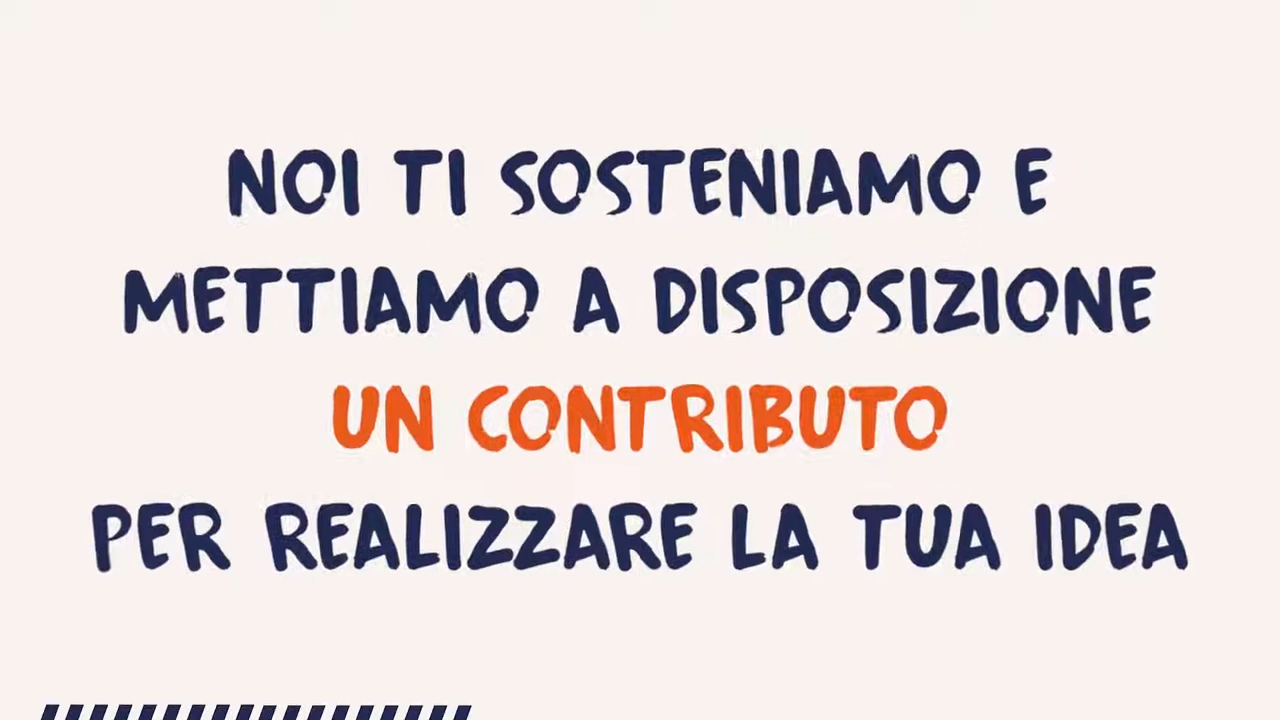 NOI TI SOSTENIAMO E
METTIAMO A DISPOSIZIONE
UN CONTRIBUTO
PER REALIZZARE LA TUA IDEA